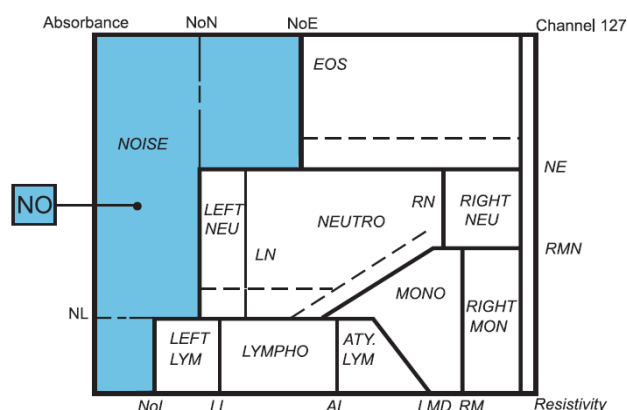 Absorbance NoN NoE Channel 127
EOS
NOISE
NE
NO
LEFT NEU
NEUTRO
RN
RIGHT NEU
LN
RMN
MONO
NL
RIGHT MON
LEFT LYM
LYMPHO
ATY. LYM
NoL LL AL LMD RM Resistivity